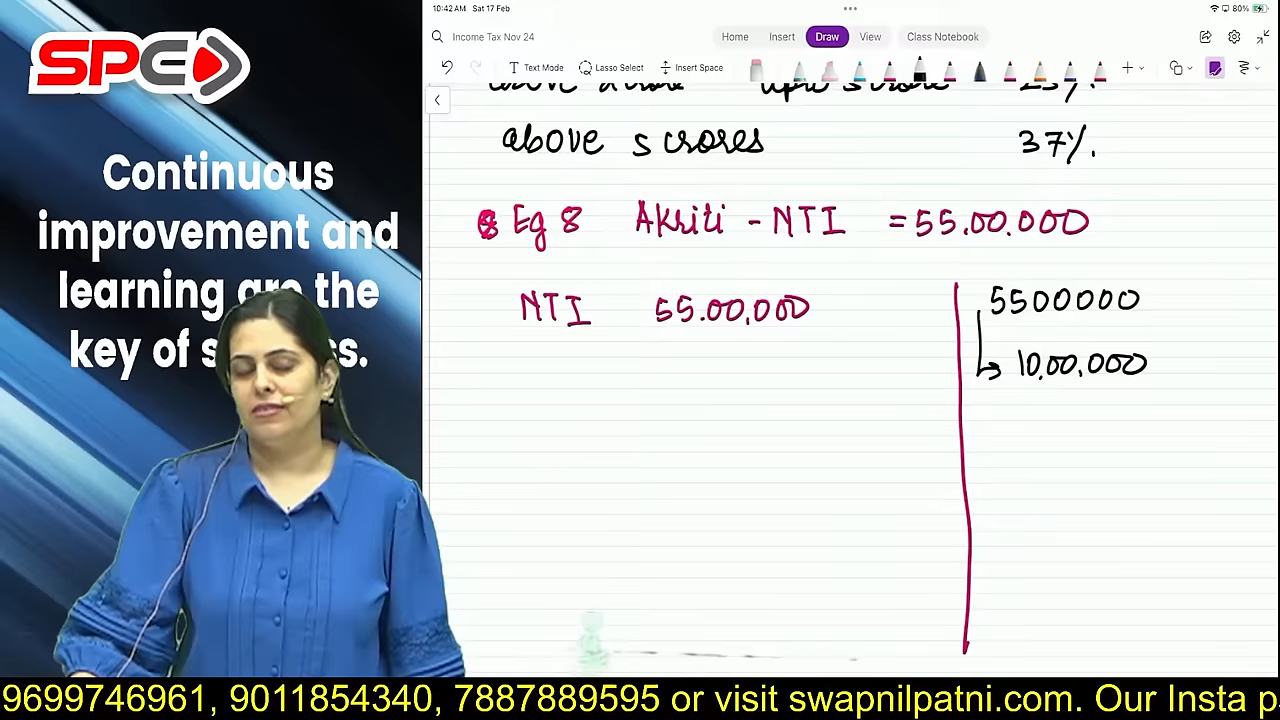 10:42 AM Sat 17 Feb
80%
Income Tax Nov 24
Home Insert Draw View Class Notebook
Text Mode Lasso Select Insert Space
SPE
Continuous
improvement and
learning are the
key of s ss.
above 5 crores 37%.
Eg 8 Akriti - NTI = 55.00.000
NTI 55.00,000
5500000
10,00,000
9699746961, 9011854340, 7887889595 or visit swapnilpatni.com. Our Insta p